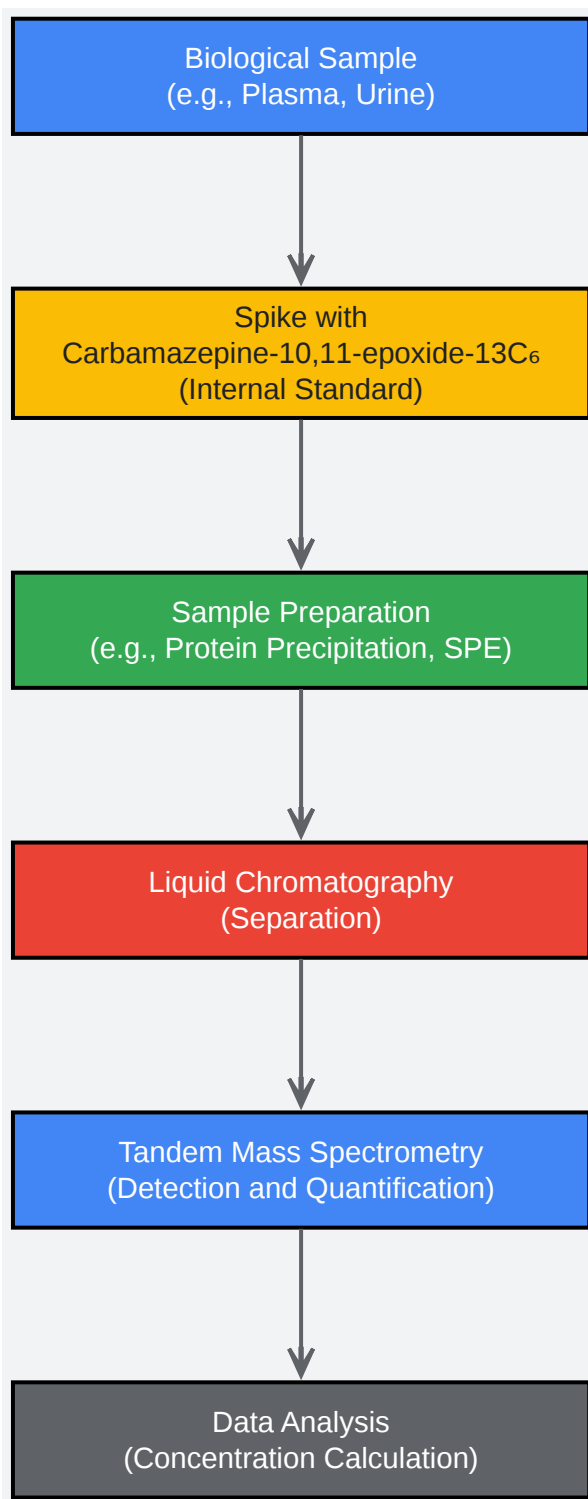 Biological Sample
(e.g., Plasma, Urine)
Spike with
Carbamazepine-10,11-epoxide-13C₆
(Internal Standard)
Sample Preparation
(e.g., Protein Precipitation, SPE)
Liquid Chromatography
(Separation)
Tandem Mass Spectrometry
(Detection and Quantification)
Data Analysis
(Concentration Calculation)